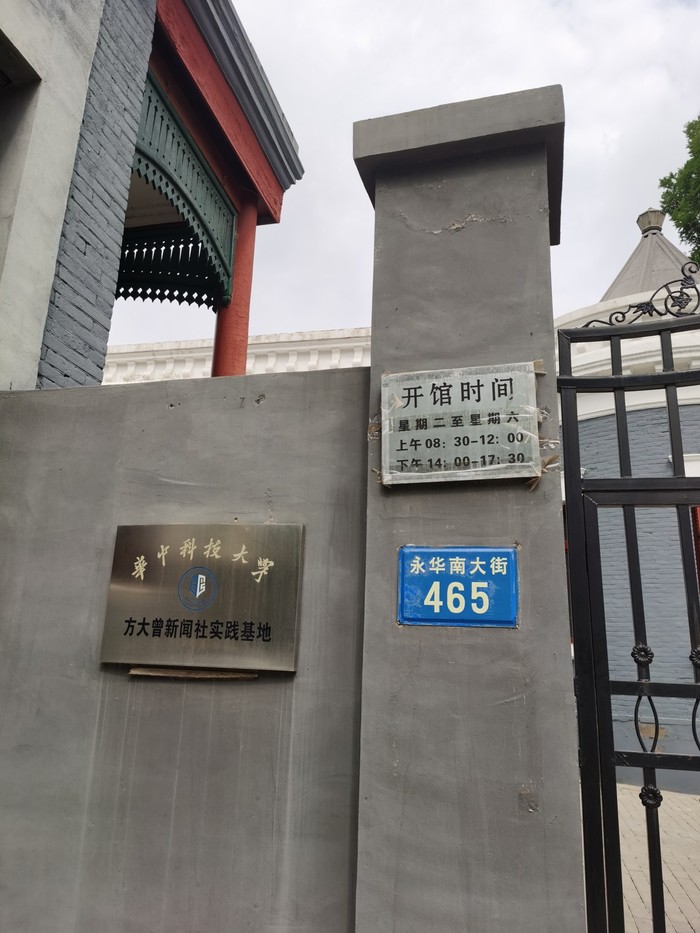 开馆时间
星期二至星期六
上午08:30-12:00
下午14:00-17:30
永华南大街
465
华中科技大学
方大曾新闻社实践基地